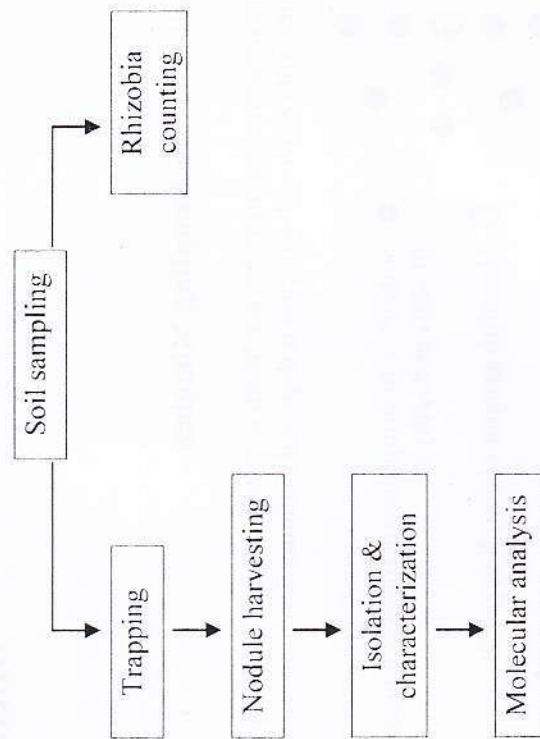 Soil sampling
Trapping
Rhizobia
counting
Nodule harvesting
Isolation &
characterization
Molecular analysis